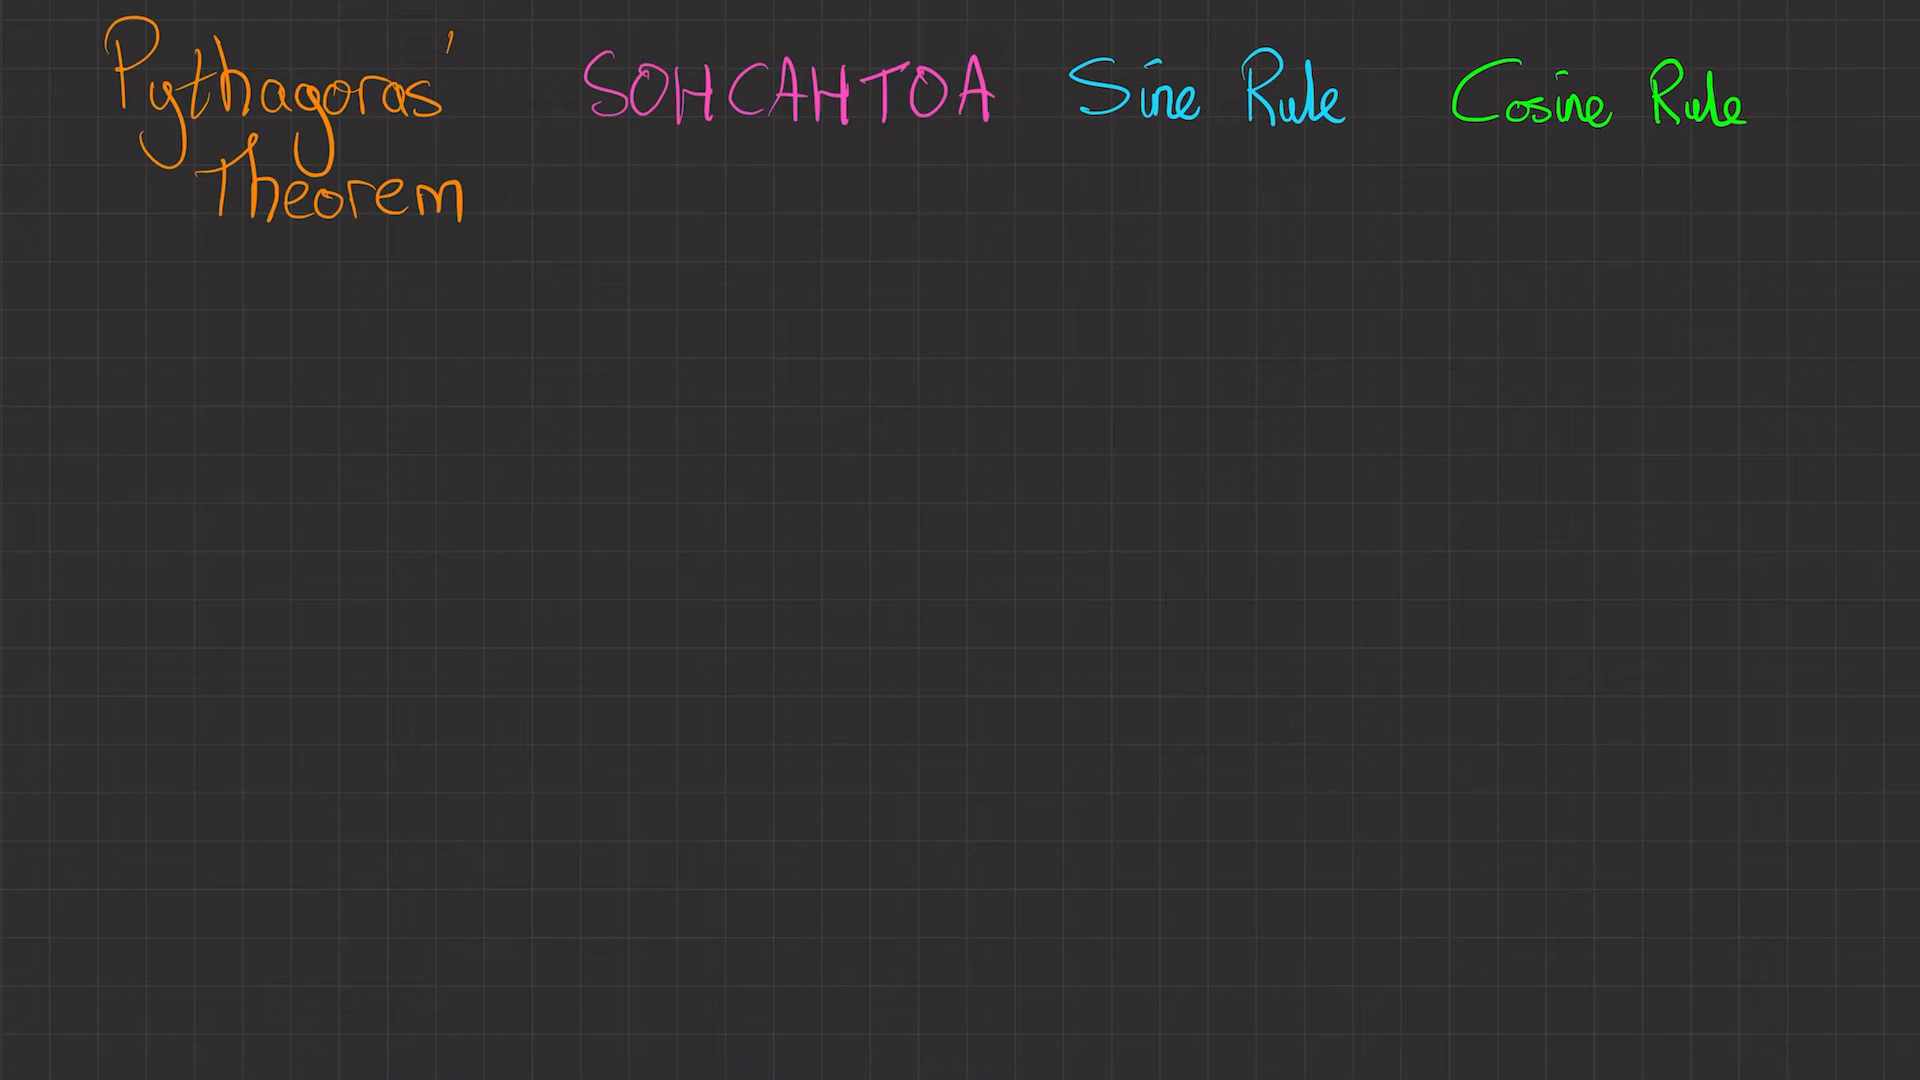 Pythagoras'
Theorem
SOHCAHTOA
Sine Rule
Cosine Rule